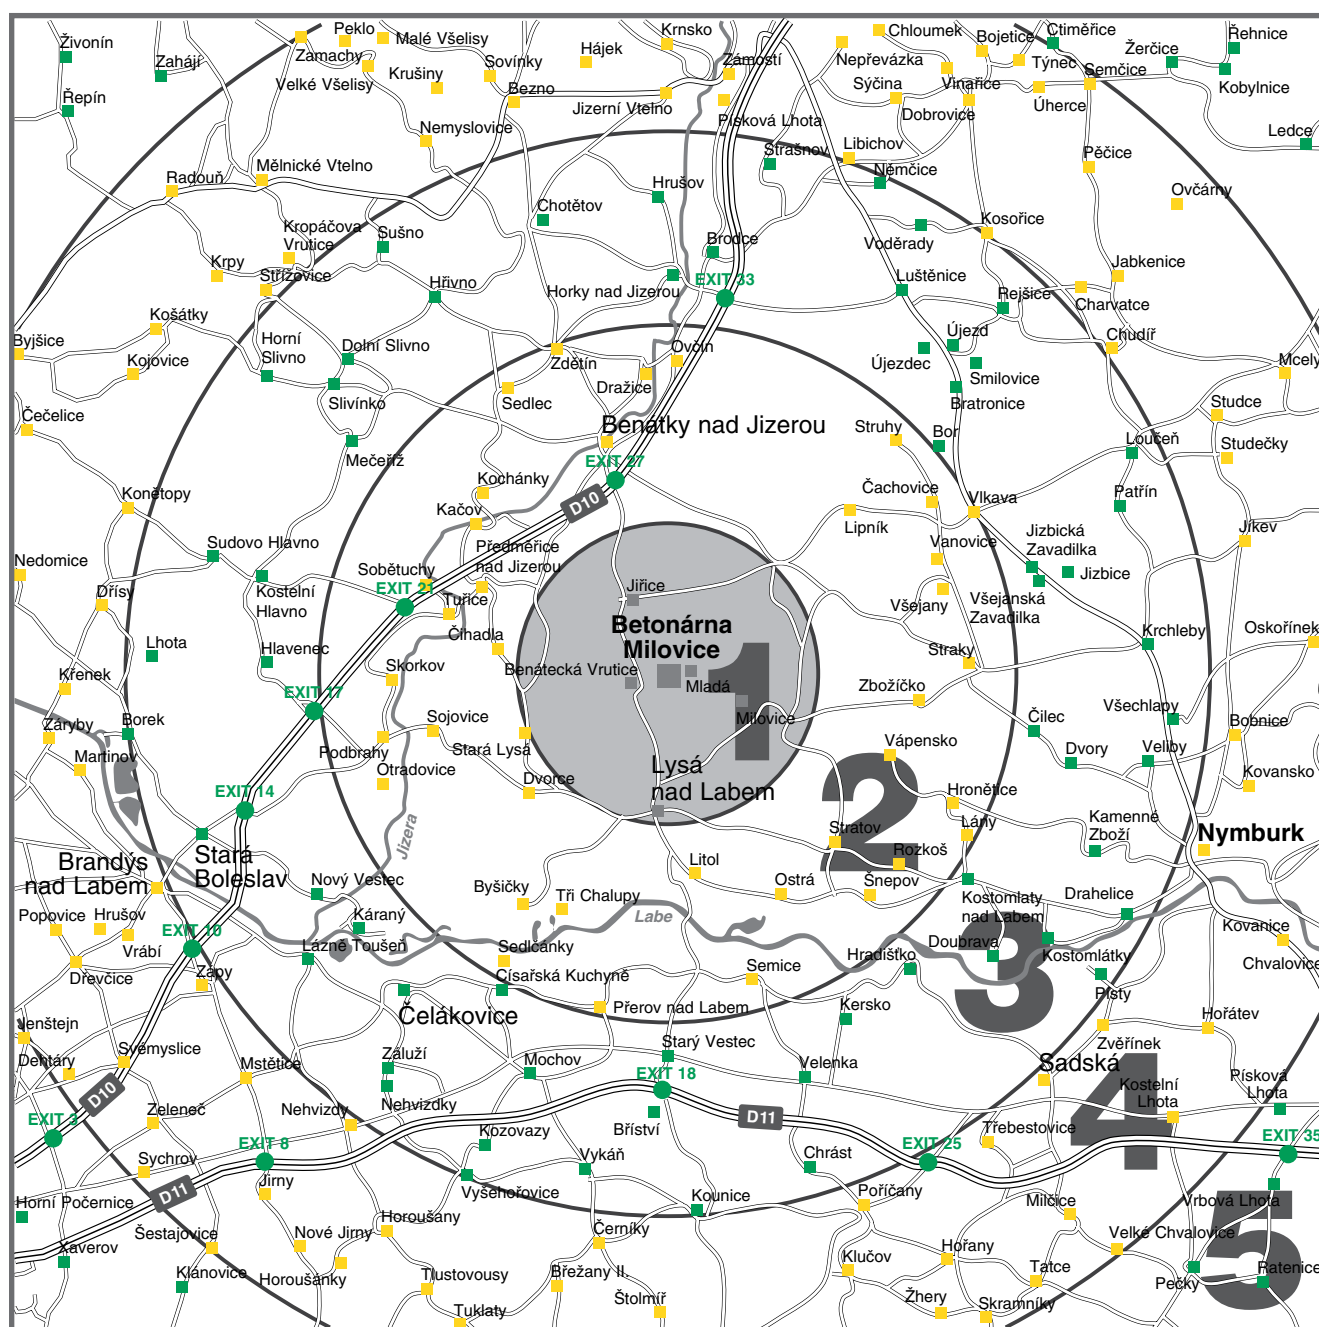 Živonín
Zahájí
Řepín
Zámachy
Peklo
Malé Všelisy
Velké Všelisy
Krušiny
Sovínky
Bezno
Hájek
Krnsko
Zámostí
Jizerní Vtelno
Písková Lhota
Nemyslovice
Chloumek
Nepřevázka
Bojetice
Ctiměřice
Týnec
Semčice
Žerčice
Řehnice
Kobylnice
Sýčina
Vinařice
Dobrovice
Úherce
Ledce
Libichov
Strašnov
Němčice
Pěčice
Ovčárny
Radouň
Mělnické Vtelno
Kropáčova
Vrutice
Sušno
Krpy
Střížovice
Chotětov
Hrušov
Brodce
Hřivno
Horky nad Jizerou
EXIT 33
Voděrady
Kosořice
Luštěnice
Jabkenice
Charvatce
Rejšice
Chudíř
Košátky
Byjšice
Kojovice
Horní
Slivno
Dolní Slivno
Slivínko
Zdětín
Ovčín
Dražice
Sedlec
Újezd
Újezdec
Smilovice
Bratronice
Mcely
Čečelice
Mečeříž
Benátky nad Jizerou
Struhy
Bor
Studce
Loučeň
Studečky
EXIT 27
Kochánky
D10
Konětopy
Kačov
Čachovice
Lipník
Vlkava
Patřín
Jíkev
Sudovo Hlavno
Předměřice
nad Jizerou
Vanovice
Jizbická
Zavadilka
Jizbice
Nedomice
Dřísy
Kostelní
Hlavno
Sobětuchy
EXIT 21
Tuřice
Čihadla
Jiřice
Všejany
Všejanská
Zavadilka
Lhota
Hlavenec
Betonárna
Milovice
1
Krchleby
Oskořínek
Křenek
Skorkov
Benátecká Vrutice
Mladá
Straky
Zbožíčko
EXIT 17
Záryby
Borek
Sojovice
Milovice
Čilec
Všechlapy
Bobnice
Martinov
Podbrahy
Stará Lysá
Otradovice
Dvorce
Lysá
nad Labem
Vápensko
Dvory
Veliby
Kovansko
EXIT 14
2
Hronětice
Kamenné
Zboží
Nymburk
Stará
Boleslav
Brandýs
nad Labem
Jizera
Stratov
Lány
Rozkoš
Litol
Nový Vestec
Byšičky
Tři Chalupy
Ostrá
Šnepov
Kostomlaty
nad Labem
Drahelice
Popovice
Hrušov
Vrábí
Káraný
Labe
Kovanice
EXIT 10
Lázně Toušeň
Sedlčánky
3
Doubrava
Kostomlátky
Hradišťko
Chvalovice
Dřevčice
Zápy
Císařská Kuchyně
Semice
Písty
Čelákovice
Přerov nad Labem
Kersko
Hořátev
Jenštejn
Zvěřínek
Dehtáry
Svémyslice
Mstětice
Záluží
Mochov
Starý Vestec
Velenka
Sadská
4
Kostelní
Lhota
Písková
Lhota
D10
Nehvizdky
EXIT 18
D11
EXIT 3
Zeleneč
Nehvizdy
Kozovazy
Bříství
Třebestovice
EXIT 8
Vykáň
Chrást
EXIT 25
EXIT 35
Sychrov
D11
Jirny
Vyšehořovice
Horní Počernice
Kounice
Poříčany
Milčice
Vrbová Lhota
5
Šestajovice
Nové Jirny
Horoušany
Černíky
Velké Chvalovice
Xaverov
Klánovice
Horoušánky
Tlustovousy
Břežany II.
Klučov
Hořany
Tatce
Pečky
Ratenice
Tuklaty
Štolmíř
Žhery
Skramníky